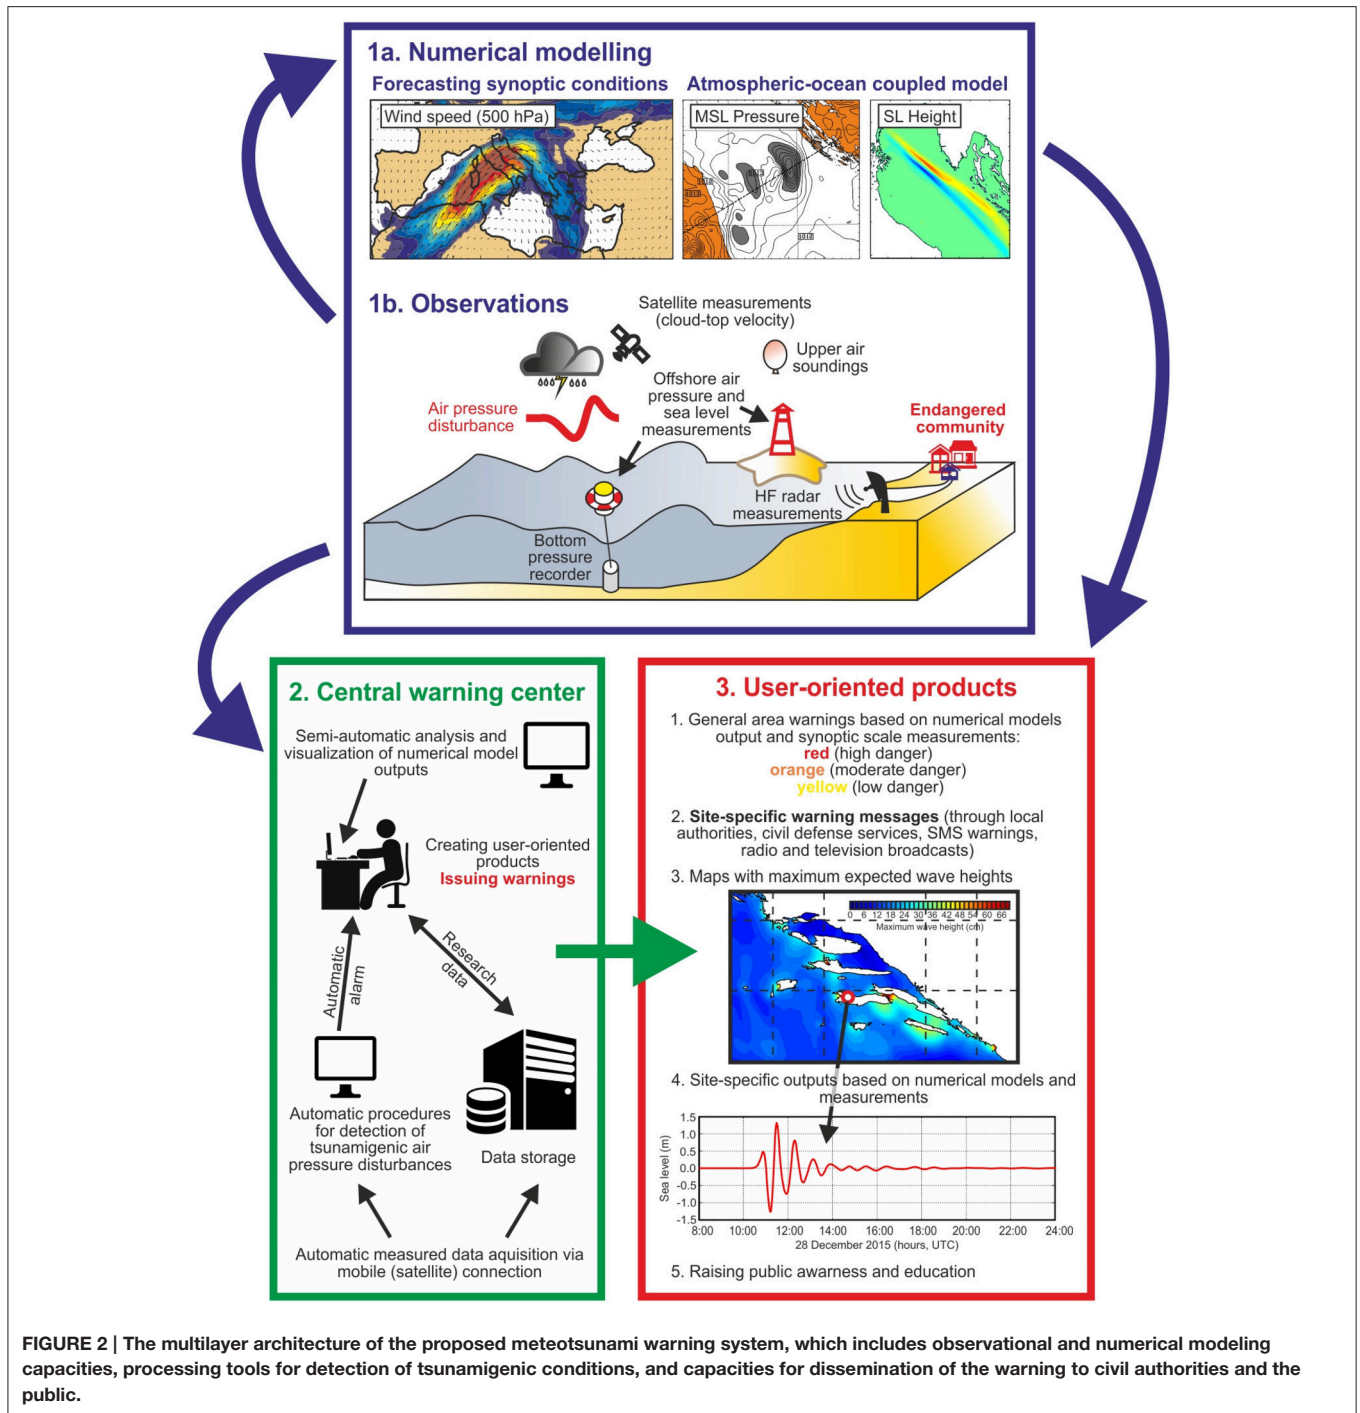 1a. Numerical modelling
Forecasting synoptic conditions
Atmospheric-ocean coupled model
Wind speed (500 hPa)
MSL Pressure
SL Height
1012
1b. Observations
Satellite measurements
(cloud-top velocity)
Upper air
soundings
Offshore air
pressure and
sea level
measurements
Air pressure
disturbance
Endangered
community
HF radar
measurements
Bottom
pressure
recorder
2. Central warning center
Semi-automatic analysis and
visualization of numerical model
outputs
Creating user-oriented
products
Issuing warnings
Automatic
alarm
Research
data
Automatic procedures
for detection of
tsunamigenic air
pressure disturbances
Data storage
Automatic measured data aquisition via
mobile (satellite) connection
3. User-oriented products
1. General area warnings based on numerical models
output and synoptic scale measurements:
red (high danger)
orange (moderate danger)
yellow (low danger)
2. Site-specific warning messages (through local
authorities, civil defense services, SMS warnings,
radio and television broadcasts)
3. Maps with maximum expected wave heights
0 6 12 18 24 30 36 42 48 54 60 66
Maximum wave height (cm)
4. Site-specific outputs based on numerical models and
measurements
1.5
1.0
0.5
0.0
-0.5
-1.0
-1.5
Sea level (m)
8:00 10:00 12:00 14:00 16:00 18:00 20:00 22:00 24:00
28 December 2015 (hours, UTC)
5. Raising public awarness and education
FIGURE 2 | The multilayer architecture of the proposed meteotsunami warning system, which includes observational and numerical modeling
capacities, processing tools for detection of tsunamigenic conditions, and capacities for dissemination of the warning to civil authorities and the
public.